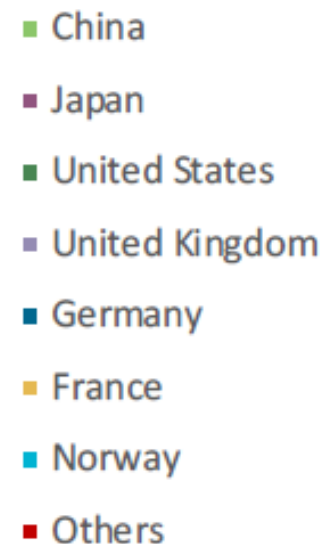 China
Japan
United States
United Kingdom
Germany
France
Norway
Others